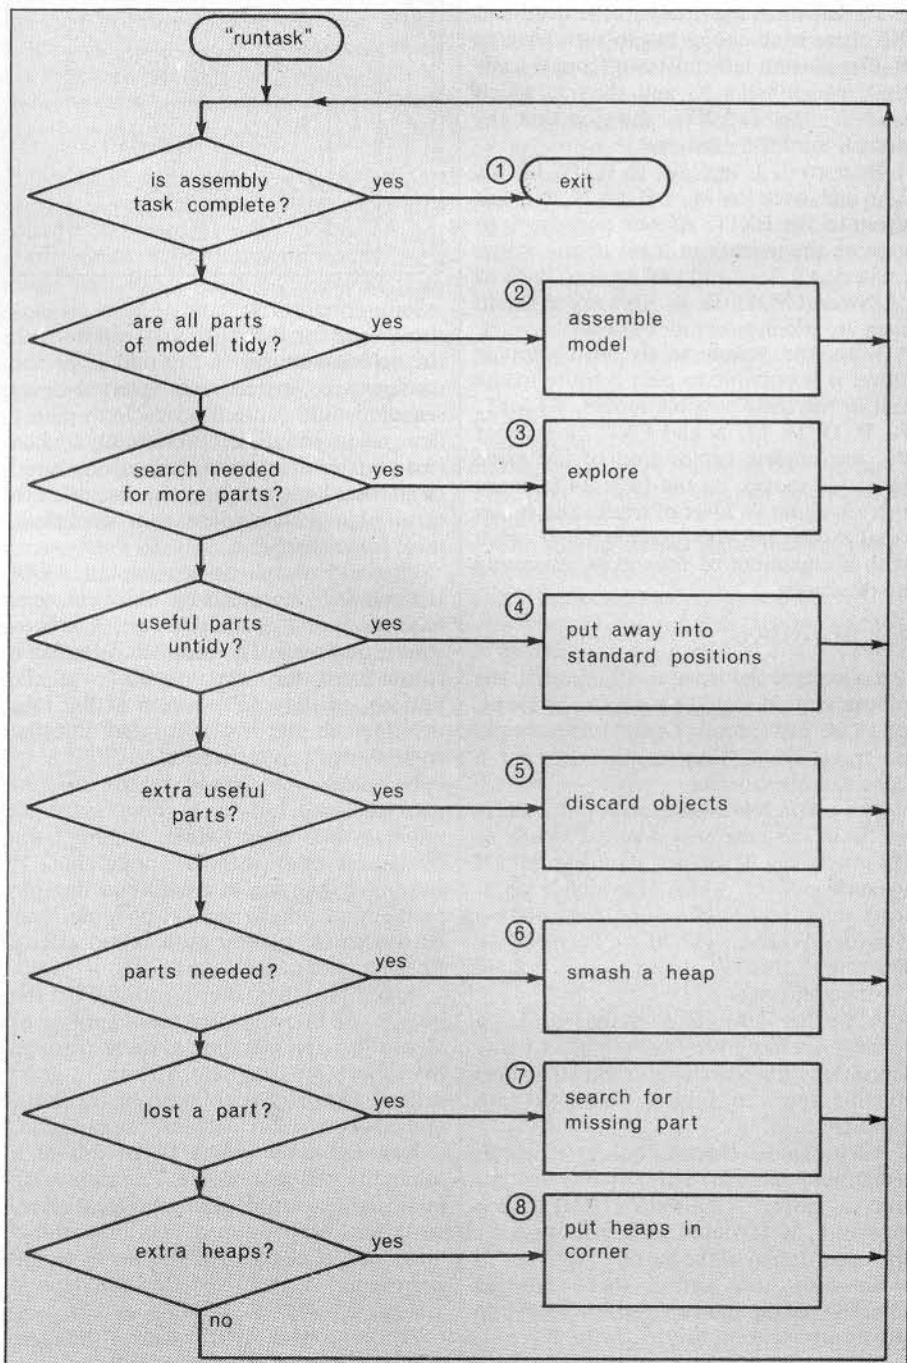 "runtask"
is assembly
task complete?
yes
①
exit
are all parts
of model tidy?
yes
②
assemble
model
search needed
for more parts?
yes
③
explore
useful parts
untidy?
yes
④
put away into
standard positions
extra useful
parts?
yes
⑤
discard objects
parts needed?
yes
⑥
smash a heap
lost a part?
yes
⑦
search for
missing part
extra heaps?
yes
⑧
put heaps in
corner
no